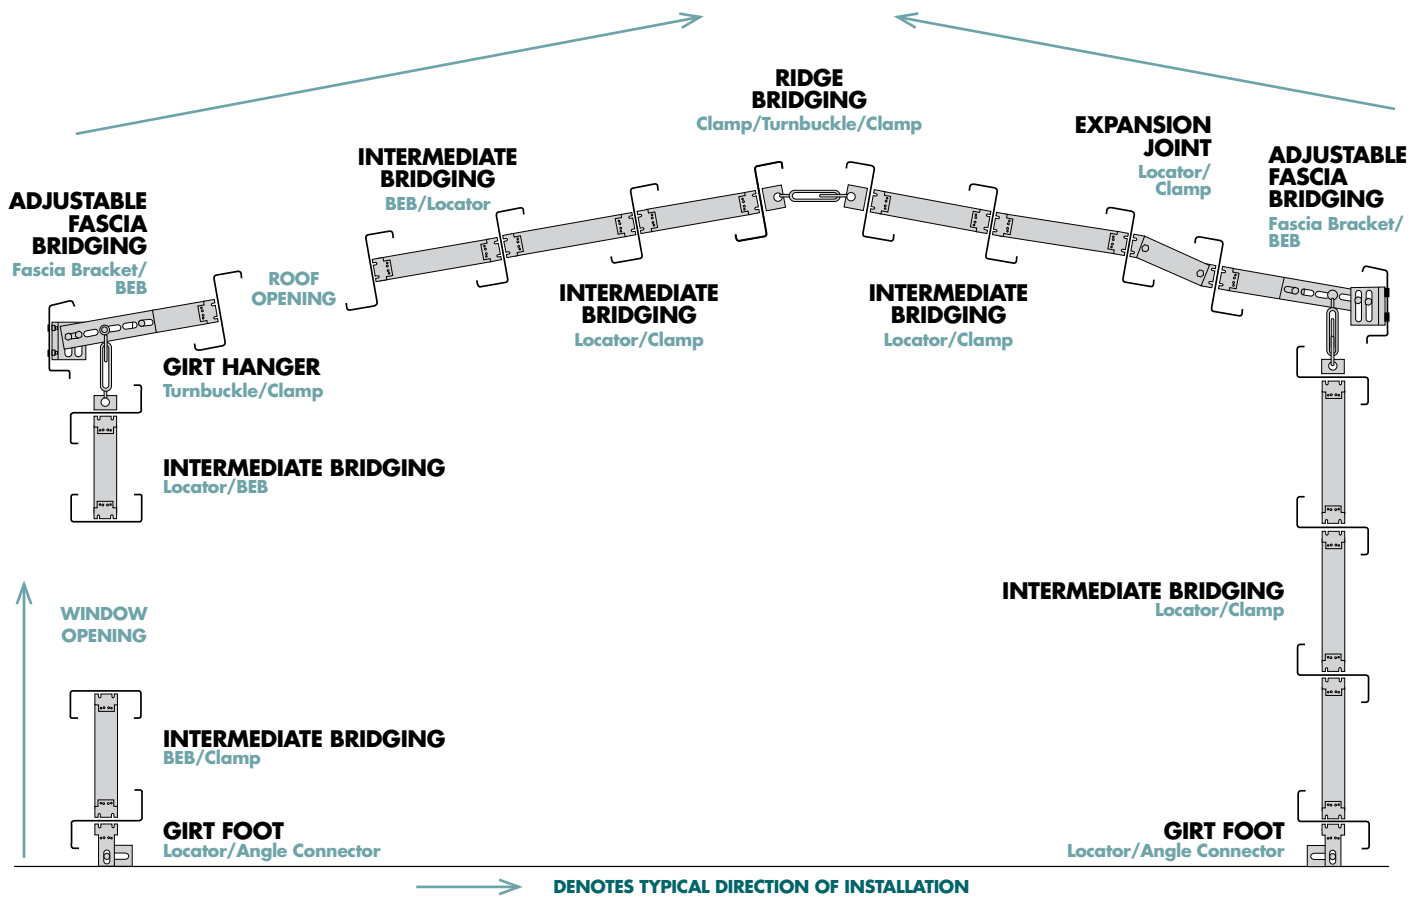 RIDGE
BRIDGING
Clamp/Turnbuckle/Clamp
EXPANSION
JOINT
Locator/
Clamp
ADJUSTABLE
FASCIA
BRIDGING
Fascia Bracket/
BEB
INTERMEDIATE
BRIDGING
BEB/Locator
ADJUSTABLE
FASCIA
BRIDGING
Fascia Bracket/
BEB
ROOF
OPENING
INTERMEDIATE
BRIDGING
Locator/Clamp
INTERMEDIATE
BRIDGING
Locator/Clamp
GIRT HANGER
Turnbuckle/Clamp
INTERMEDIATE BRIDGING
Locator/BEB
WINDOW
OPENING
INTERMEDIATE BRIDGING
Locator/Clamp
INTERMEDIATE BRIDGING
BEB/Clamp
GIRT FOOT
Locator/Angle Connector
GIRT FOOT
Locator/Angle Connector
DENOTES TYPICAL DIRECTION OF INSTALLATION